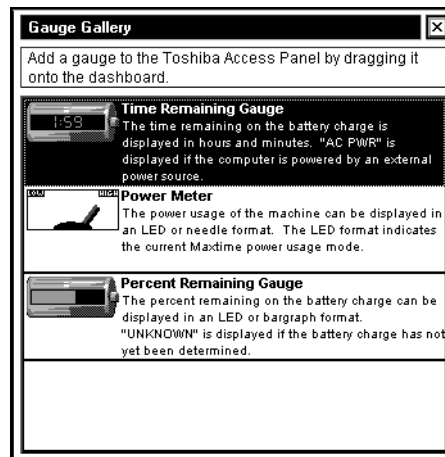 Gauge Gallery
Add a gauge to the Toshiba Access Panel by dragging it
onto the dashboard.
1:59
Time Remaining Gauge
The time remaining on the battery charge is
displayed in hours and minutes.  "AC PWR" is
displayed if the computer is powered by an external
power source.
LOW HIGH
Power Meter
The power usage of the machine can be displayed in
an LED or needle format.  The LED format indicates
the current Maxtime power usage mode.
Percent Remaining Gauge
The percent remaining on the battery charge can be
displayed in an LED or bargraph format.
"UNKNOWN" is displayed if the battery charge has not
yet been determined.